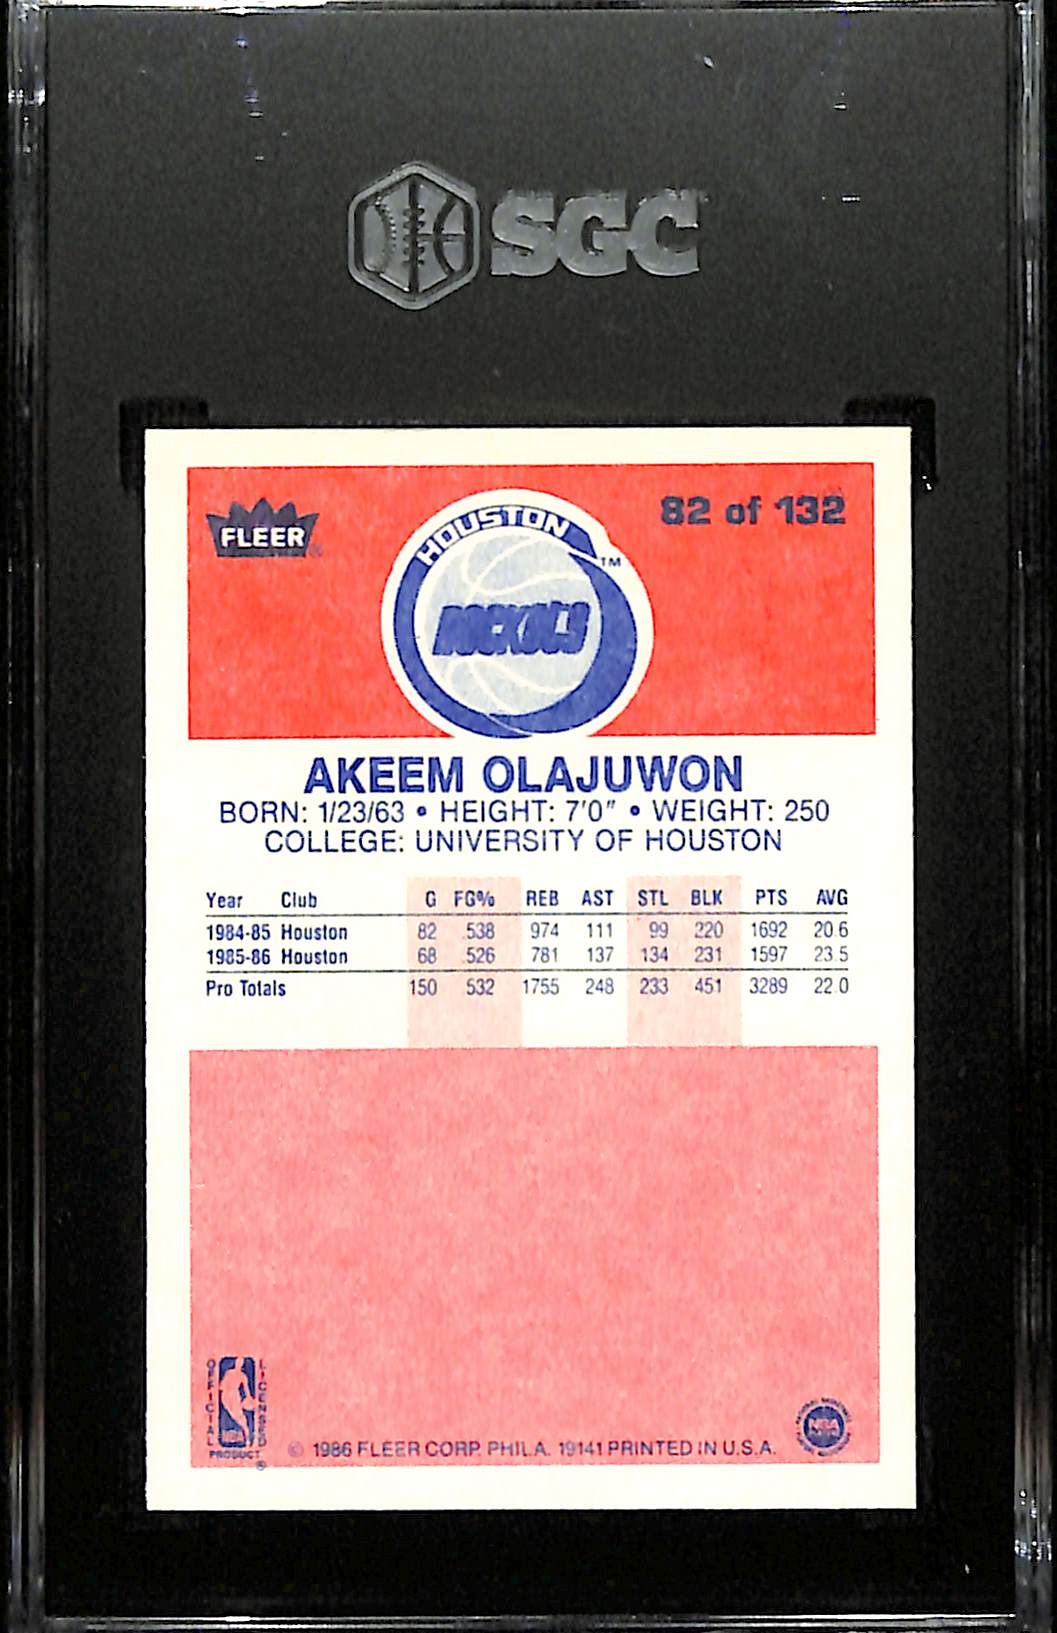 SGC
FLEER®
82 of 132
HOUSTON
ROCKETS
TM
AKEEM OLAJUWON
BORN: 1/23/63 • HEIGHT: 7'0" • WEIGHT: 250
COLLEGE: UNIVERSITY OF HOUSTON
Year Club G FG% REB AST STL BLK PTS AVG
1984-85 Houston 82 .538 974 111 99 220 1692 20.6
1985-86 Houston 68 .526 781 137 134 231 1597 23.5
Pro Totals 150 .532 1755 248 233 451 3289 22.0
OFFICIAL LICENSED
PRODUCT ®
© 1986 FLEER CORP. PHILA. 19141 PRINTED IN U.S.A.